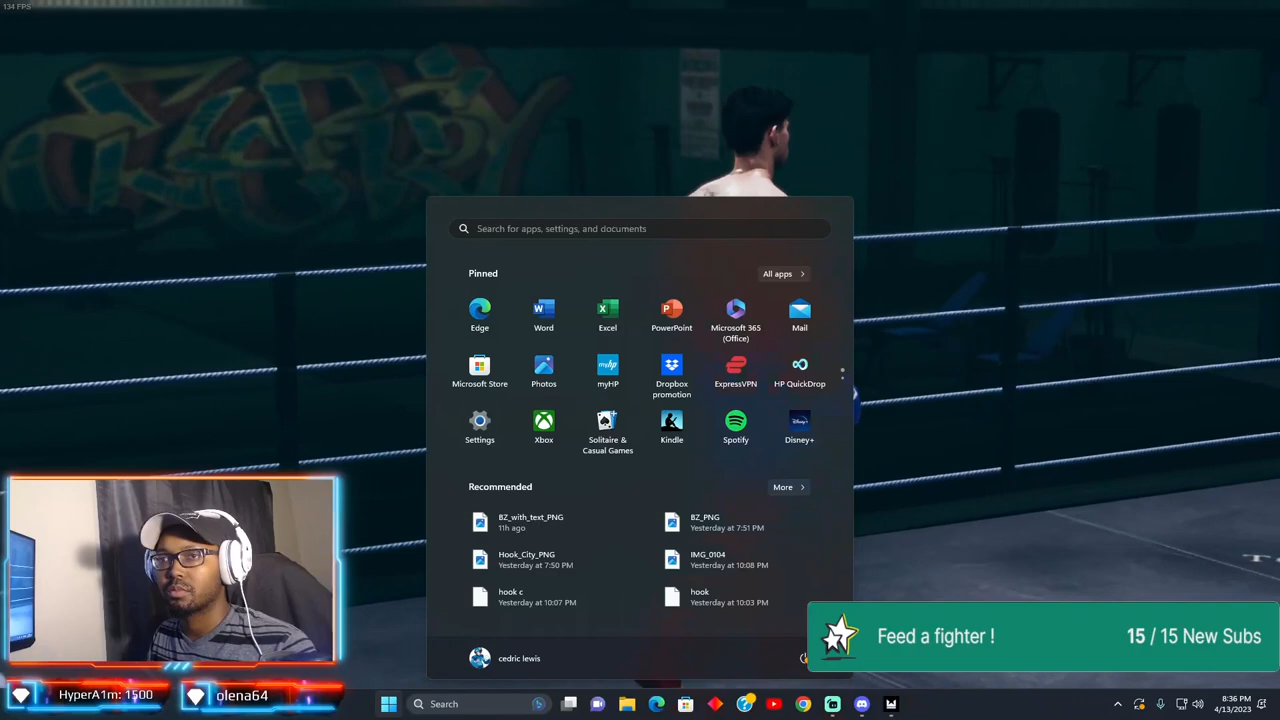 134 FPS
Search for apps, settings, and documents
Pinned
All apps
Edge
Word
Excel
PowerPoint
Microsoft 365
(Office)
Mail
Microsoft Store
Photos
myHP
Dropbox
promotion
ExpressVPN
HP QuickDrop
Settings
Xbox
Solitaire &
Casual Games
Kindle
Spotify
Disney+
Recommended
More
BZ_with_text_PNG
11h ago
BZ_PNG
Yesterday at 7:51 PM
Hook_City_PNG
Yesterday at 7:50 PM
IMG_0104
Yesterday at 10:08 PM
hook c
Yesterday at 10:07 PM
hook
Yesterday at 10:03 PM
Feed a fighter !
15 / 15 New Subs
cedric lewis
HyperA1m: 1500
olena64
Search
8:36 PM
4/13/2023